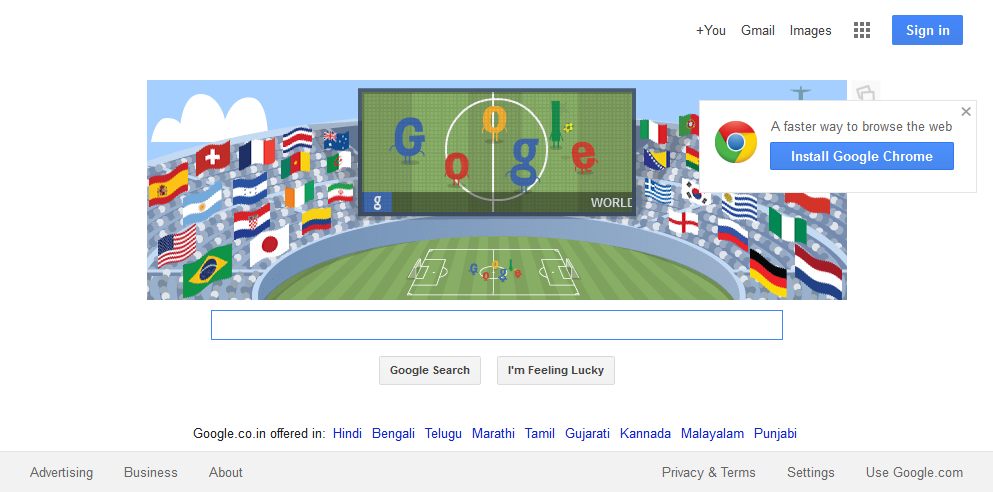 +You Gmail Images Sign in
A faster way to browse the web
Install Google Chrome
Google
g WORLD
Google
Google Search I'm Feeling Lucky
Google.co.in offered in: Hindi Bengali Telugu Marathi Tamil Gujarati Kannada Malayalam Punjabi
Advertising Business About Privacy & Terms Settings Use Google.com